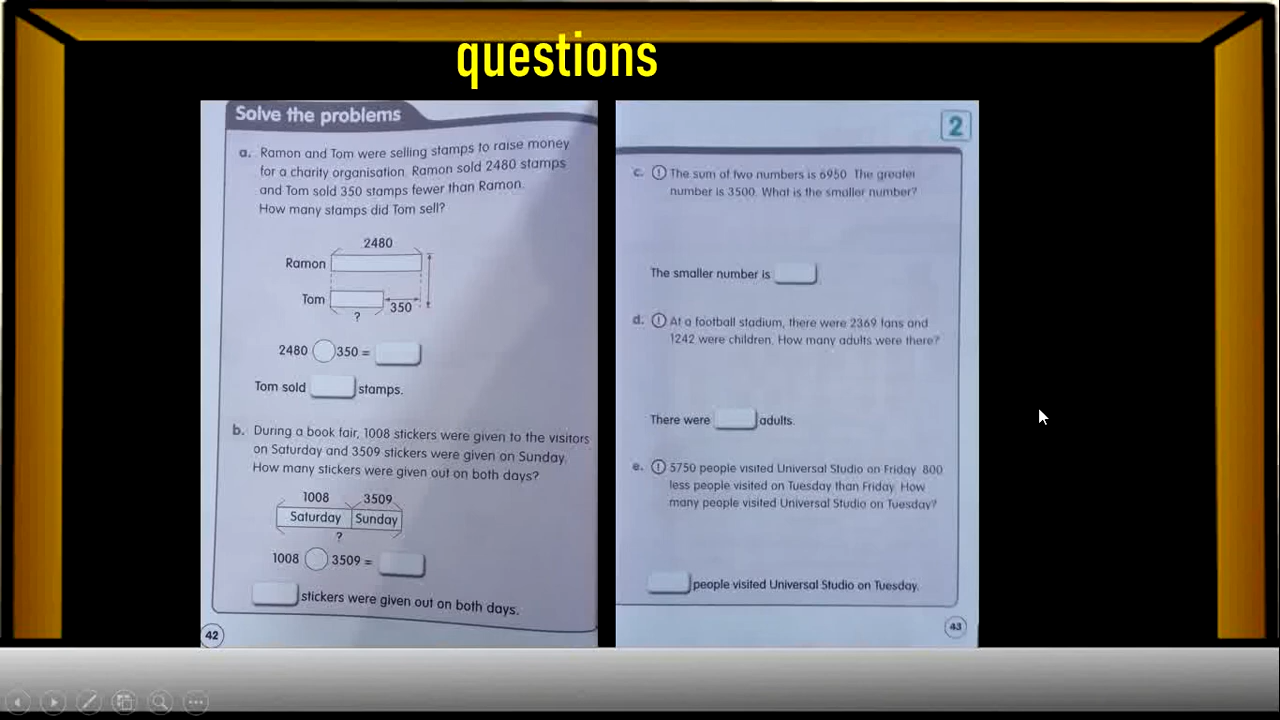 questions
Solve the problems
a. Ramon and Tom were selling stamps to raise money
for a charity organisation. Ramon sold 2480 stamps
and Tom sold 350 stamps fewer than Ramon.
How many stamps did Tom sell?
2480
Ramon
Tom
350
?
2480 350 =
Tom sold stamps.
b. During a book fair, 1008 stickers were given to the visitors
on Saturday and 3509 stickers were given on Sunday.
How many stickers were given out on both days?
1008 3509
Saturday Sunday
?
1008 3509 =
stickers were given out on both days.
42
2
c. ! The sum of two numbers is 6950. The greater
number is 3500. What is the smaller number?
The smaller number is
d. ! At a football stadium, there were 2369 fans and
1242 were children. How many adults were there?
There were adults.
e. ! 5750 people visited Universal Studio on Friday. 800
less people visited on Tuesday than Friday. How
many people visited Universal Studio on Tuesday?
people visited Universal Studio on Tuesday.
43